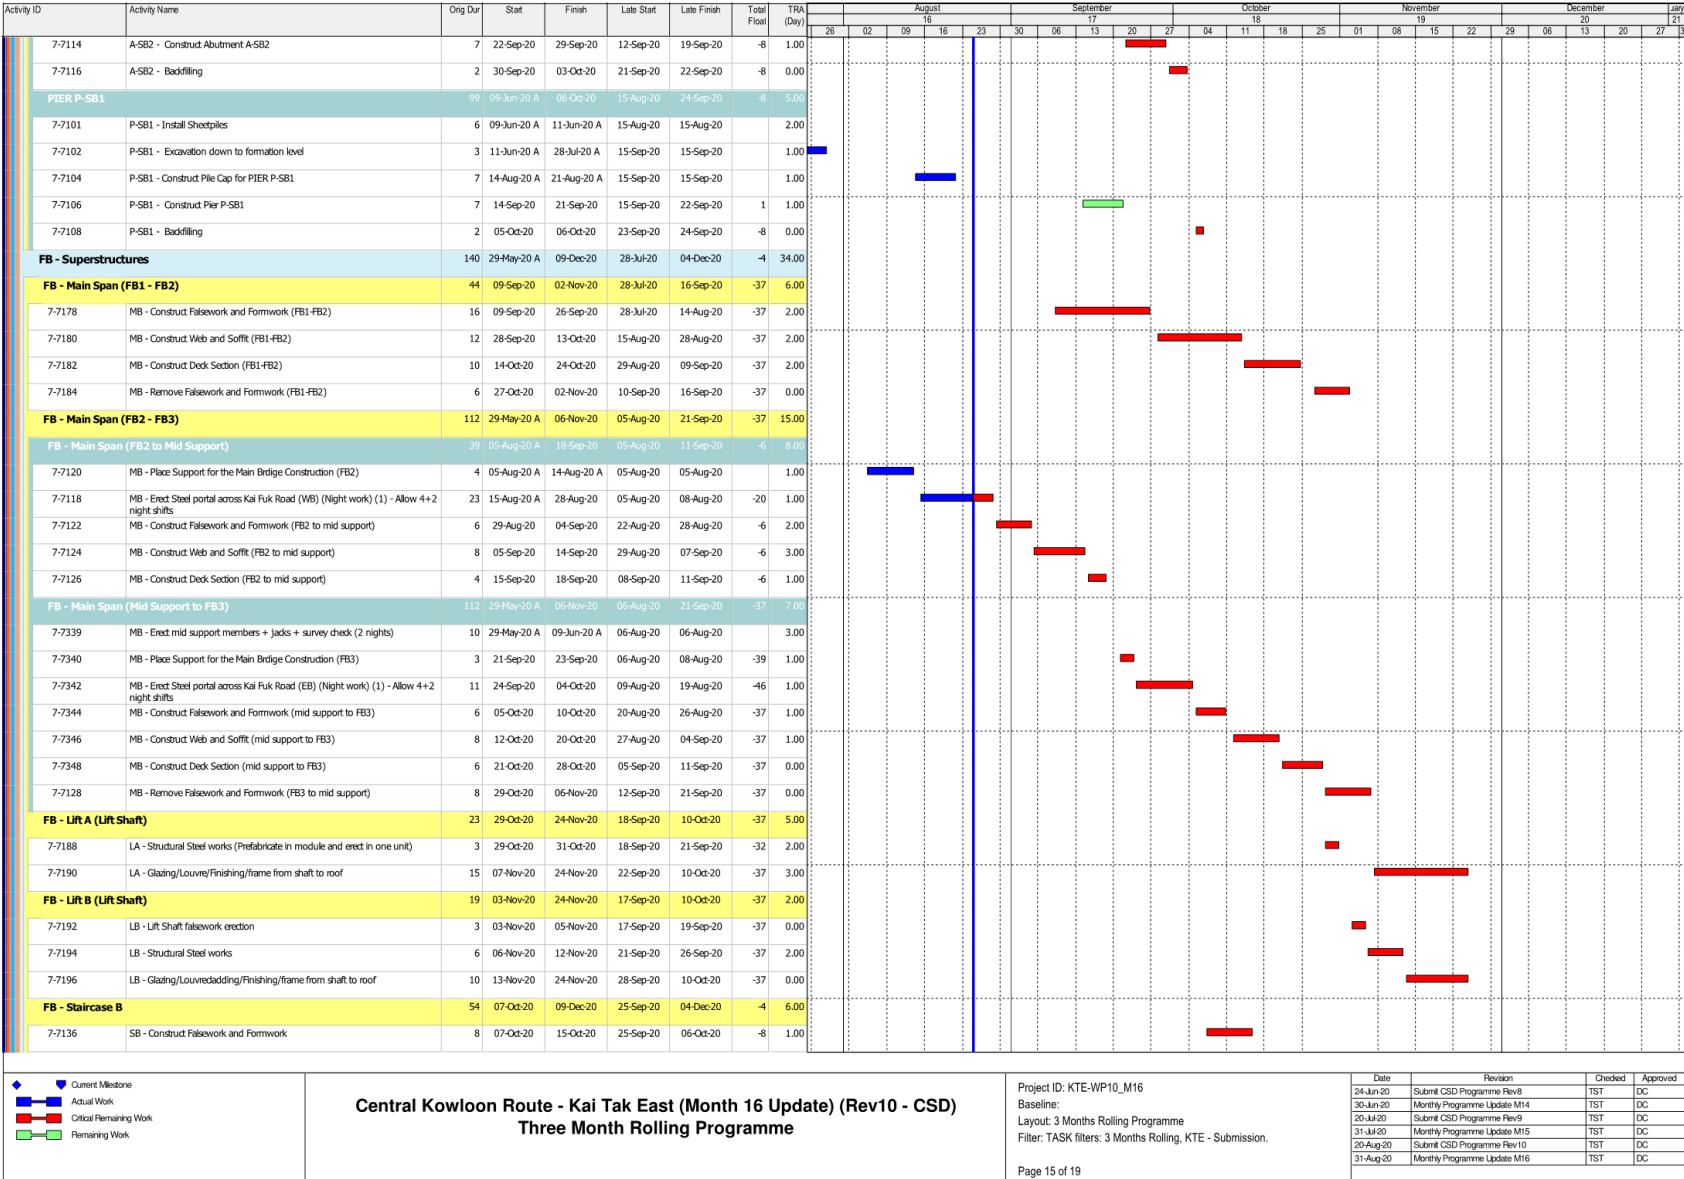 Activity ID Activity Name Orig Dur Start Finish Late Start Late Finish Total Float TRA (Day)
August September October November December uary
16 17 18 19 20 21
26 02 09 16 23 30 06 13 20 27 04 11 18 25 01 08 15 22 29 06 13 20 27 3
7-7114 A-SB2 - Construct Abutment A-SB2 7 22-Sep-20 29-Sep-20 12-Sep-20 19-Sep-20 -8 1.00
7-7116 A-SB2 - Backfilling 2 30-Sep-20 03-Oct-20 21-Sep-20 22-Sep-20 -8 0.00
PIER P-SB1 99 09-Jun-20 A 06-Oct-20 15-Aug-20 24-Sep-20 -8 5.00
7-7101 P-SB1 - Install Sheetpiles 6 09-Jun-20 A 11-Jun-20 A 15-Aug-20 15-Aug-20 2.00
7-7102 P-SB1 - Excavation down to formation level 3 11-Jun-20 A 28-Jul-20 A 15-Sep-20 15-Sep-20 1.00
7-7104 P-SB1 - Construct Pile Cap for PIER P-SB1 7 14-Aug-20 A 21-Aug-20 A 15-Sep-20 15-Sep-20 1.00
7-7106 P-SB1 - Construct Pier P-SB1 7 14-Sep-20 21-Sep-20 15-Sep-20 22-Sep-20 1 1.00
7-7108 P-SB1 - Backfilling 2 05-Oct-20 06-Oct-20 23-Sep-20 24-Sep-20 -8 0.00
FB - Superstructures 140 29-May-20 A 09-Dec-20 28-Jul-20 04-Dec-20 -4 34.00
FB - Main Span (FB1 - FB2) 44 09-Sep-20 02-Nov-20 28-Jul-20 16-Sep-20 -37 6.00
7-7178 MB - Construct Falsework and Formwork (FB1-FB2) 16 09-Sep-20 26-Sep-20 28-Jul-20 14-Aug-20 -37 2.00
7-7180 MB - Construct Web and Soffit (FB1-FB2) 12 28-Sep-20 13-Oct-20 15-Aug-20 28-Aug-20 -37 2.00
7-7182 MB - Construct Deck Section (FB1-FB2) 10 14-Oct-20 24-Oct-20 29-Aug-20 09-Sep-20 -37 2.00
7-7184 MB - Remove Falsework and Formwork (FB1-FB2) 6 27-Oct-20 02-Nov-20 10-Sep-20 16-Sep-20 -37 0.00
FB - Main Span (FB2 - FB3) 112 29-May-20 A 06-Nov-20 05-Aug-20 21-Sep-20 -37 15.00
FB - Main Span (FB2 to Mid Support) 39 05-Aug-20 A 18-Sep-20 05-Aug-20 11-Sep-20 -6 8.00
7-7120 MB - Place Support for the Main Brdige Construction (FB2) 4 05-Aug-20 A 14-Aug-20 A 05-Aug-20 05-Aug-20 1.00
7-7118 MB - Erect Steel portal across Kai Fuk Road (WB) (Night work) (1) - Allow 4+2 night shifts 23 15-Aug-20 A 28-Aug-20 05-Aug-20 08-Aug-20 -20 1.00
7-7122 MB - Construct Falsework and Formwork (FB2 to mid support) 6 29-Aug-20 04-Sep-20 22-Aug-20 28-Aug-20 -6 2.00
7-7124 MB - Construct Web and Soffit (FB2 to mid support) 8 05-Sep-20 14-Sep-20 29-Aug-20 07-Sep-20 -6 3.00
7-7126 MB - Construct Deck Section (FB2 to mid support) 4 15-Sep-20 18-Sep-20 08-Sep-20 11-Sep-20 -6 1.00
FB - Main Span (Mid Support to FB3) 112 29-May-20 A 06-Nov-20 06-Aug-20 21-Sep-20 -37 7.00
7-7339 MB - Erect mid support members + jacks + survey check (2 nights) 10 29-May-20 A 09-Jun-20 A 06-Aug-20 06-Aug-20 3.00
7-7340 MB - Place Support for the Main Brdige Construction (FB3) 3 21-Sep-20 23-Sep-20 06-Aug-20 08-Aug-20 -39 1.00
7-7342 MB - Erect Steel portal across Kai Fuk Road (EB) (Night work) (1) - Allow 4+2 night shifts 11 24-Sep-20 04-Oct-20 09-Aug-20 19-Aug-20 -46 1.00
7-7344 MB - Construct Falsework and Formwork (mid support to FB3) 6 05-Oct-20 10-Oct-20 20-Aug-20 26-Aug-20 -37 1.00
7-7346 MB - Construct Web and Soffit (mid support to FB3) 8 12-Oct-20 20-Oct-20 27-Aug-20 04-Sep-20 -37 1.00
7-7348 MB - Construct Deck Section (mid support to FB3) 6 21-Oct-20 28-Oct-20 05-Sep-20 11-Sep-20 -37 0.00
7-7128 MB - Remove Falsework and Formwork (FB3 to mid support) 8 29-Oct-20 06-Nov-20 12-Sep-20 21-Sep-20 -37 0.00
FB - Lift A (Lift Shaft) 23 29-Oct-20 24-Nov-20 18-Sep-20 10-Oct-20 -37 5.00
7-7188 LA - Structural Steel works (Prefabricate in module and erect in one unit) 3 29-Oct-20 31-Oct-20 18-Sep-20 21-Sep-20 -32 2.00
7-7190 LA - Glazing/Louvre/Finishing/frame from shaft to roof 15 07-Nov-20 24-Nov-20 22-Sep-20 10-Oct-20 -37 3.00
FB - Lift B (Lift Shaft) 19 03-Nov-20 24-Nov-20 17-Sep-20 10-Oct-20 -37 2.00
7-7192 LB - Lift Shaft falsework erection 3 03-Nov-20 05-Nov-20 17-Sep-20 19-Sep-20 -37 0.00
7-7194 LB - Structural Steel works 6 06-Nov-20 12-Nov-20 21-Sep-20 26-Sep-20 -37 2.00
7-7196 LB - Glazing/Louvredadding/Finishing/frame from shaft to roof 10 13-Nov-20 24-Nov-20 28-Sep-20 10-Oct-20 -37 0.00
FB - Staircase B 54 07-Oct-20 09-Dec-20 25-Sep-20 04-Dec-20 -4 6.00
7-7136 SB - Construct Falsework and Formwork 8 07-Oct-20 15-Oct-20 25-Sep-20 06-Oct-20 -8 1.00
Current Milestone
Actual Work
Critical Remaining Work
Remaining Work
Central Kowloon Route - Kai Tak East (Month 16 Update) (Rev10 - CSD)
Three Month Rolling Programme
Project ID: KTE-WP10_M16
Baseline:
Layout: 3 Months Rolling Programme
Filter: TASK filters: 3 Months Rolling, KTE - Submission.
Page 15 of 19
Date Revision Checked Approved
24-Jun-20 Submit CSD Programme Rev8 TST DC
30-Jun-20 Monthly Programme Update M14 TST DC
20-Jul-20 Submit CSD Programme Rev9 TST DC
31-Jul-20 Monthly Programme Update M15 TST DC
20-Aug-20 Submit CSD Programme Rev10 TST DC
31-Aug-20 Monthly Programme Update M16 TST DC